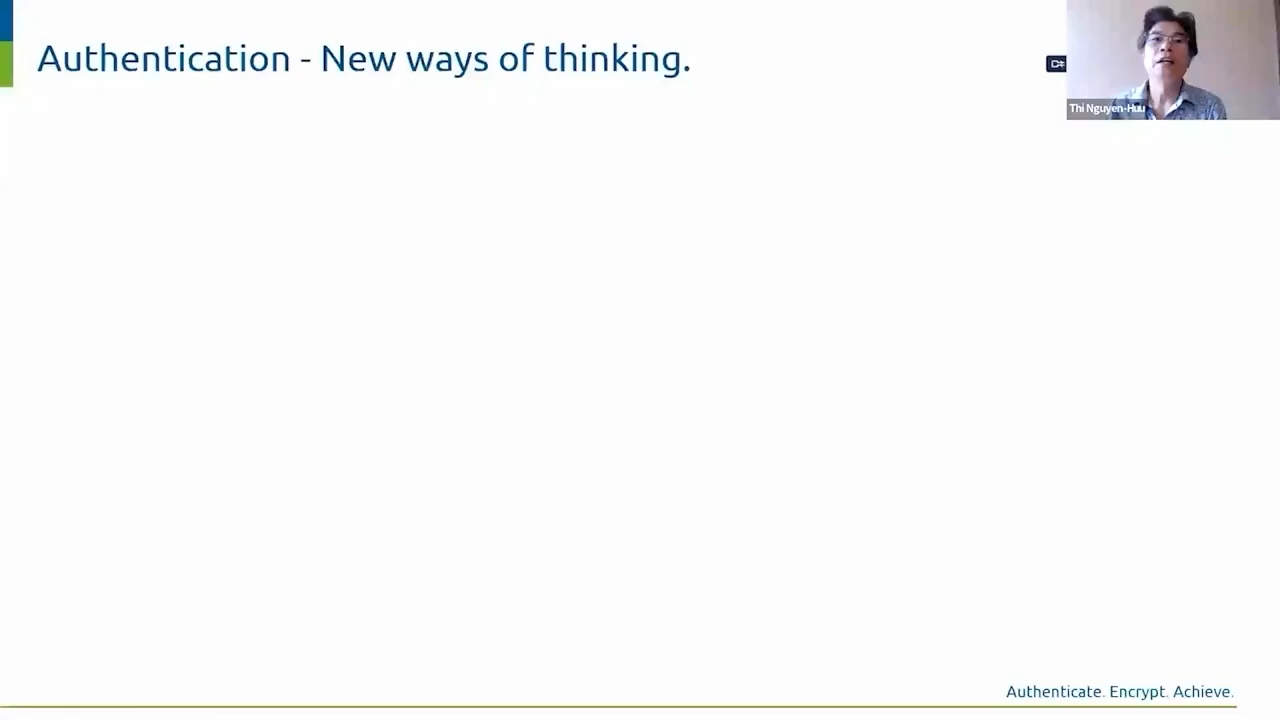 Authentication - New ways of thinking.
Thi Nguyen-Huu
Authenticate. Encrypt. Achieve.